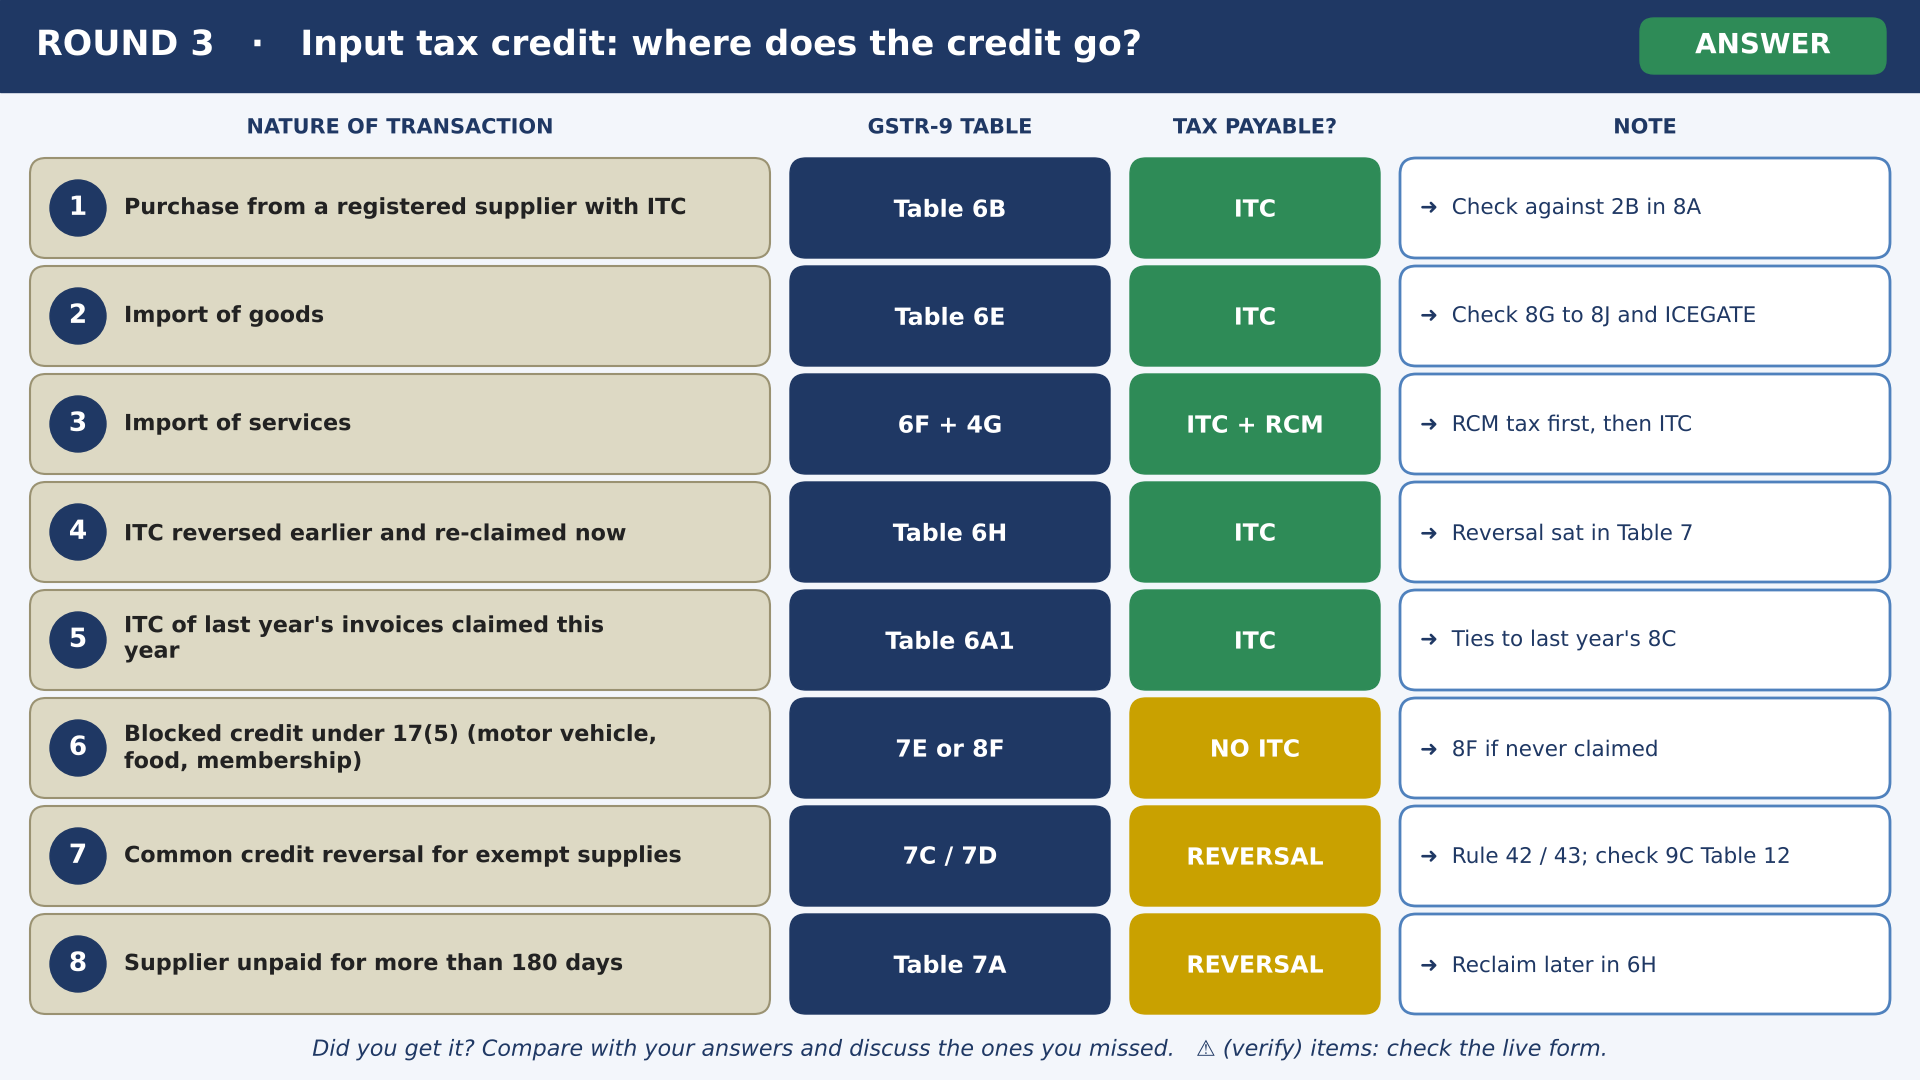 ROUND 3 · Input tax credit: where does the credit go?
ANSWER
NATURE OF TRANSACTION
GSTR-9 TABLE
TAX PAYABLE?
NOTE
1 Purchase from a registered supplier with ITC
Table 6B
ITC
➜ Check against 2B in 8A
2 Import of goods
Table 6E
ITC
➜ Check 8G to 8J and ICEGATE
3 Import of services
6F + 4G
ITC + RCM
➜ RCM tax first, then ITC
4 ITC reversed earlier and re-claimed now
Table 6H
ITC
➜ Reversal sat in Table 7
5 ITC of last year's invoices claimed this
year
Table 6A1
ITC
➜ Ties to last year's 8C
6 Blocked credit under 17(5) (motor vehicle,
food, membership)
7E or 8F
NO ITC
➜ 8F if never claimed
7 Common credit reversal for exempt supplies
7C / 7D
REVERSAL
➜ Rule 42 / 43; check 9C Table 12
8 Supplier unpaid for more than 180 days
Table 7A
REVERSAL
➜ Reclaim later in 6H
Did you get it? Compare with your answers and discuss the ones you missed. ⚠ (verify) items: check the live form.